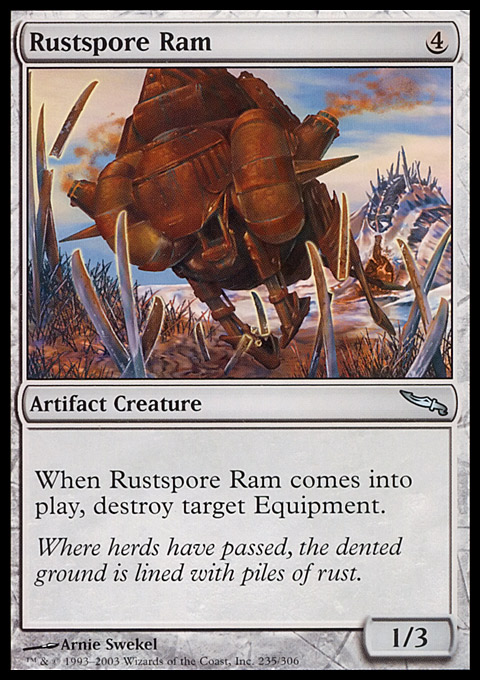 Rustspore Ram 4
Artifact Creature
When Rustspore Ram comes into
play, destroy target Equipment.
Where herds have passed, the dented
ground is lined with piles of rust.
Arnie Swekel
1/3
™ & © 1993–2003 Wizards of the Coast, Inc. 235/306